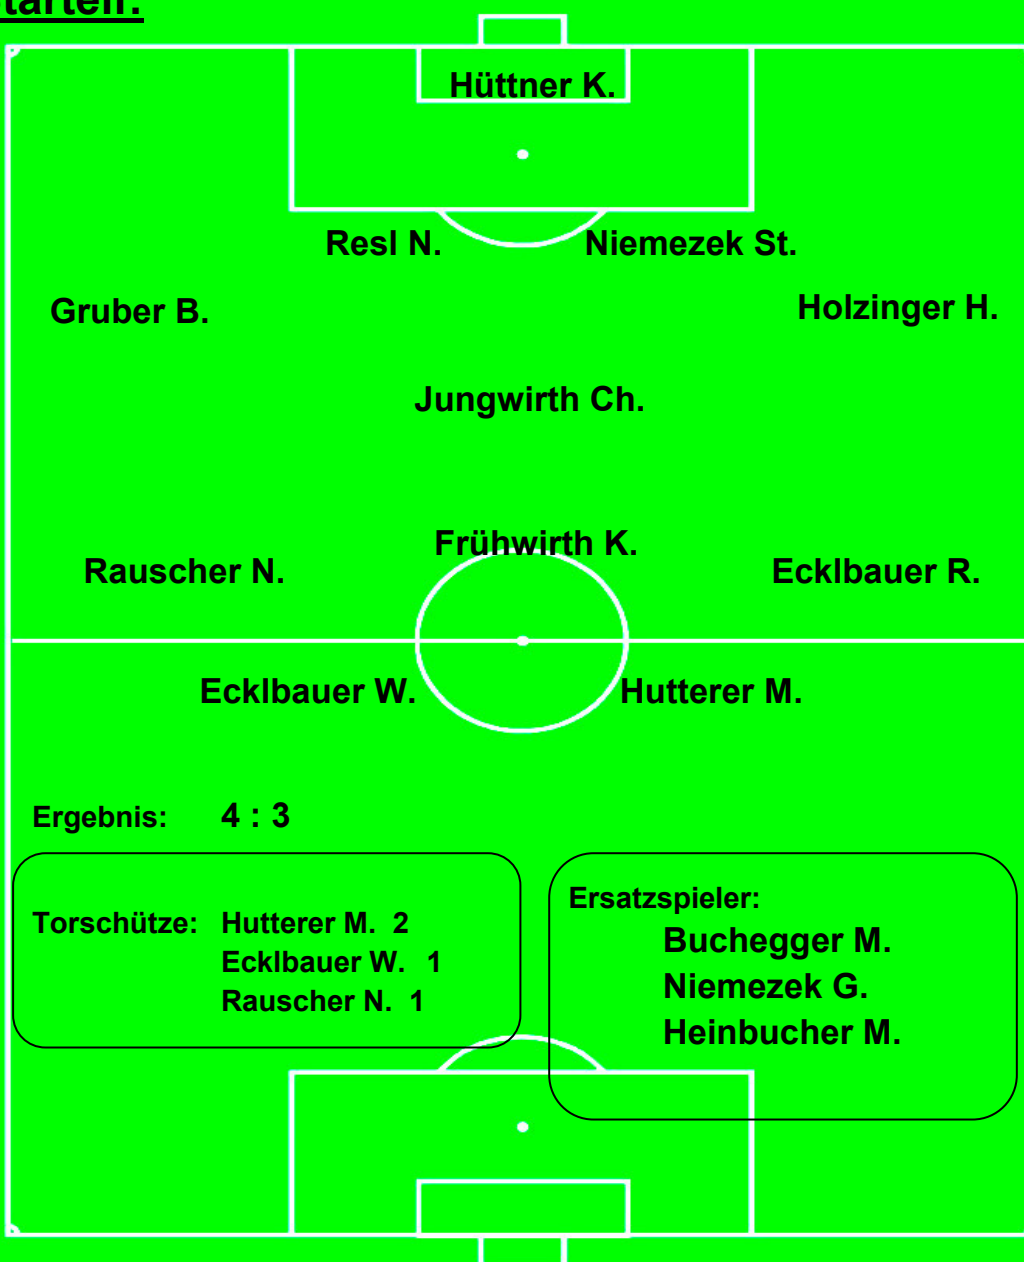 Startelf:
Hüttner K.
Resl N. Niemezek St.
Gruber B. Holzinger H.
Jungwirth Ch.
Frühwirth K.
Rauscher N. Ecklbauer R.
Ecklbauer W. Hutterer M.
Ergebnis: 4 : 3
Torschütze: Hutterer M. 2
Ecklbauer W. 1
Rauscher N. 1
Ersatzspieler:
Buchegger M.
Niemezek G.
Heinbucher M.